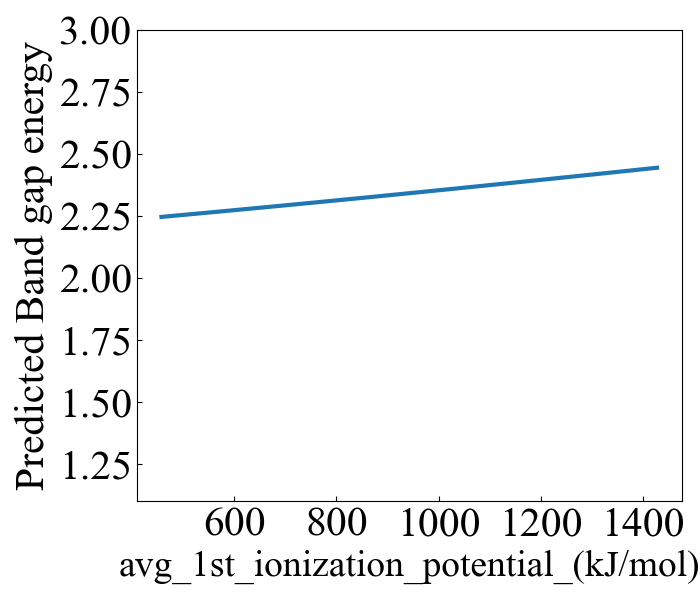 Predicted Band gap energy
3.00
2.75
2.50
2.25
2.00
1.75
1.50
1.25
600 800 1000 1200 1400
avg_1st_ionization_potential_(kJ/mol)